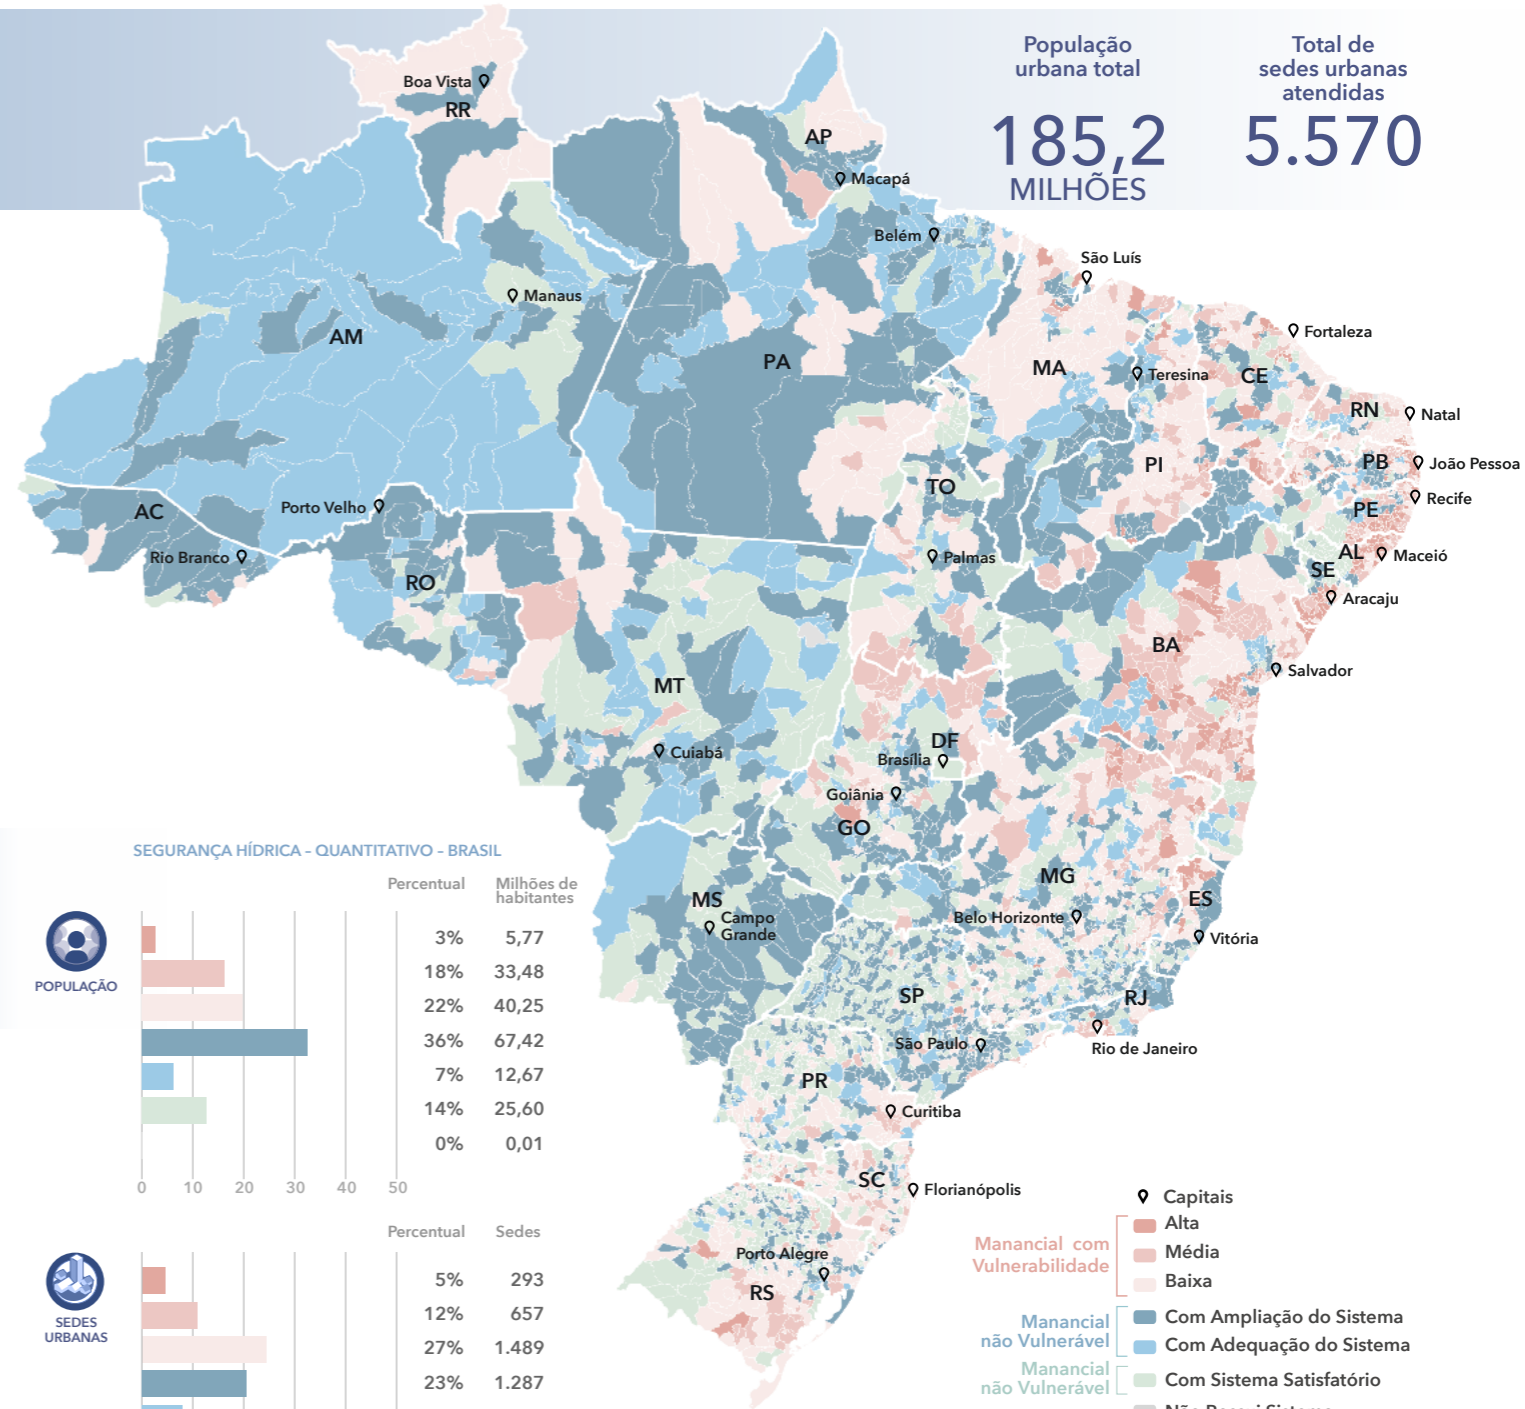 População
urbana total
185,2
MILHÕES
Total de
sedes urbanas
atendidas
5.570
Boa Vista
RR
AP
Macapá
Belém
São Luís
Manaus
Fortaleza
AM
PA
MA
Teresina
CE
RN
Natal
PI
PB
João Pessoa
TO
Recife
PE
AC
Porto Velho
Rio Branco
Palmas
AL
Maceió
SE
RO
Aracaju
BA
Salvador
MT
Cuiabá
DF
Brasília
Goiânia
GO
MG
MS
ES
Campo
Grande
Belo Horizonte
Vitória
SP
RJ
São Paulo
Rio de Janeiro
PR
Curitiba
SC
Florianópolis
Porto Alegre
RS
SEGURANÇA HÍDRICA – QUANTITATIVO – BRASIL
Percentual
Milhões de
habitantes
POPULAÇÃO
3% 5,77
18% 33,48
22% 40,25
36% 67,42
7% 12,67
14% 25,60
0% 0,01
0 10 20 30 40 50
Percentual Sedes
SEDES
URBANAS
5% 293
12% 657
27% 1.489
23% 1.287
Capitais
Manancial com
Vulnerabilidade
Alta
Média
Baixa
Manancial
não Vulnerável
Com Ampliação do Sistema
Com Adequação do Sistema
Manancial
não Vulnerável
Com Sistema Satisfatório
Não Possui Sistema